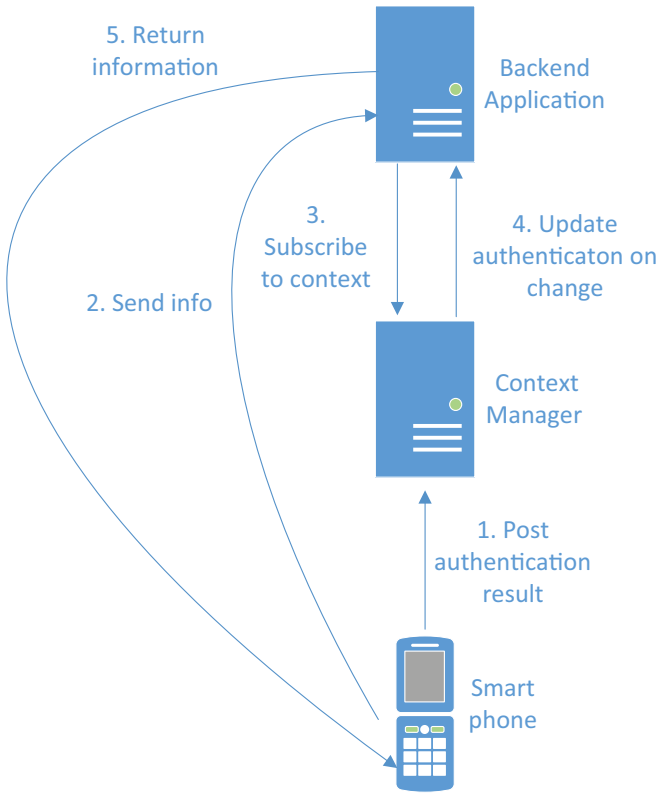 5. Return
information
Backend
Application
3.
Subscribe
to context
4. Update
authenticaton on
change
2. Send info
Context
Manager
1. Post
authentication
result
Smart
phone